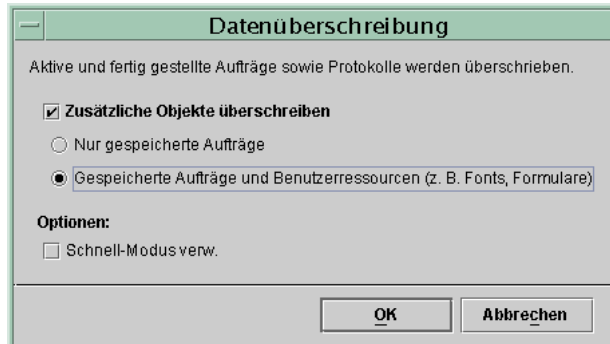 Datenüberschreibung
Aktive und fertig gestellte Aufträge sowie Protokolle werden überschrieben.
Zusätzliche Objekte überschreiben
Nur gespeicherte Aufträge
Gespeicherte Aufträge und Benutzerressourcen (z. B. Fonts, Formulare)
Optionen:
Schnell-Modus verw.
OK Abbrechen